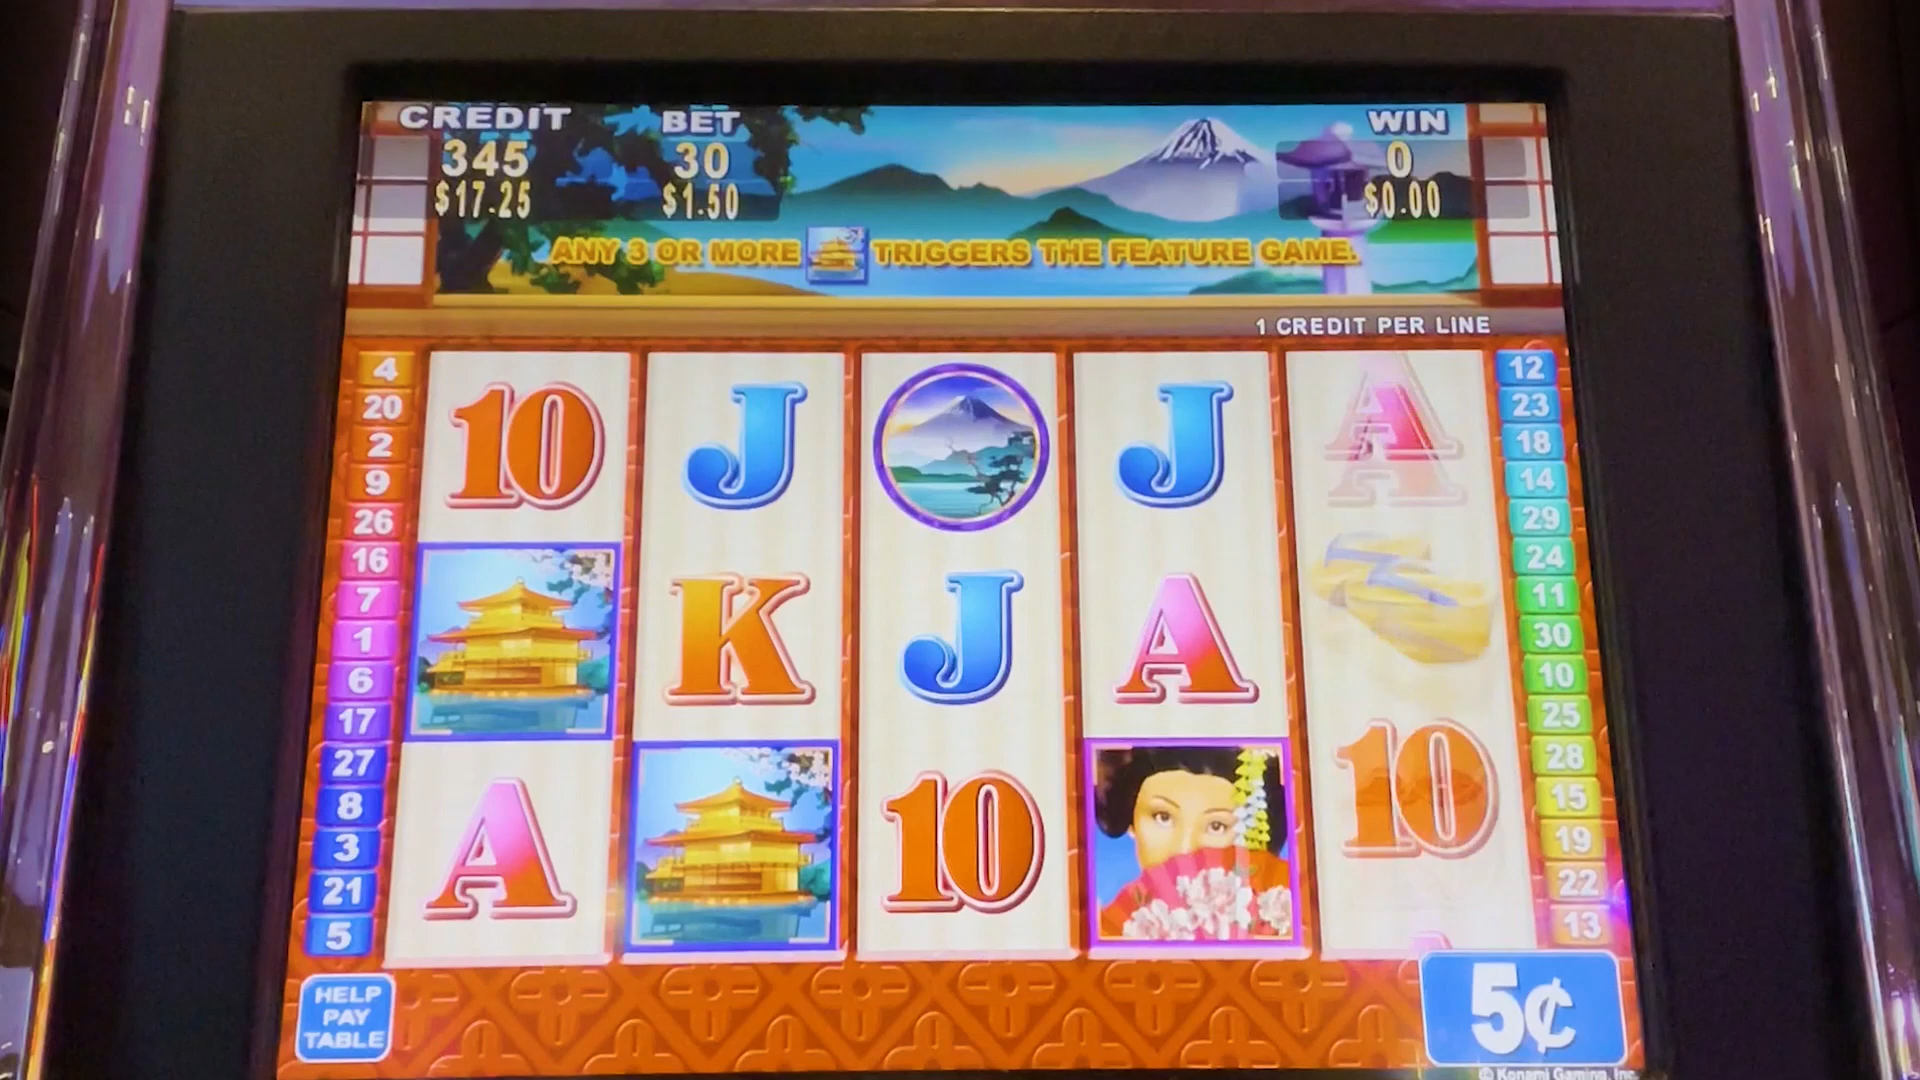 CREDIT BET WIN
345 30 0
$17.25 $1.50 $0.00
ANY 3 OR MORE TRIGGERS THE FEATURE GAME.
1 CREDIT PER LINE
4 12
20 23
2 18
9 14
26 29
16 24
7 11
1 30
6 10
17 25
27 28
8 15
3 19
21 22
5 13
10 J J A
K J A
A 10 10
HELP
PAY
TABLE
5¢
© Konami Gaming, Inc.